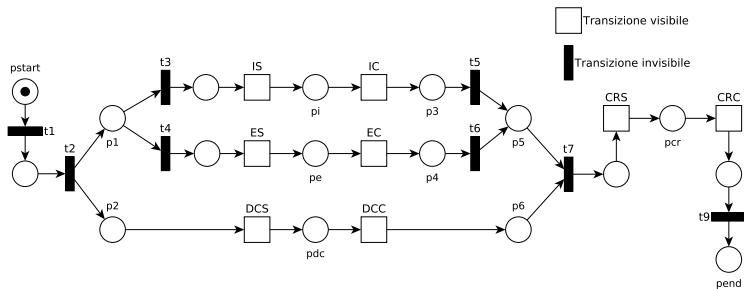 Transizione visibile
Transizione invisibile
pstart
t1
t2
p1
p2
t3
t4
IS
pi
IC
p3
t5
ES
pe
EC
p4
t6
DCS
pdc
DCC
p5
p6
t7
CRS
pcr
CRC
t9
pend